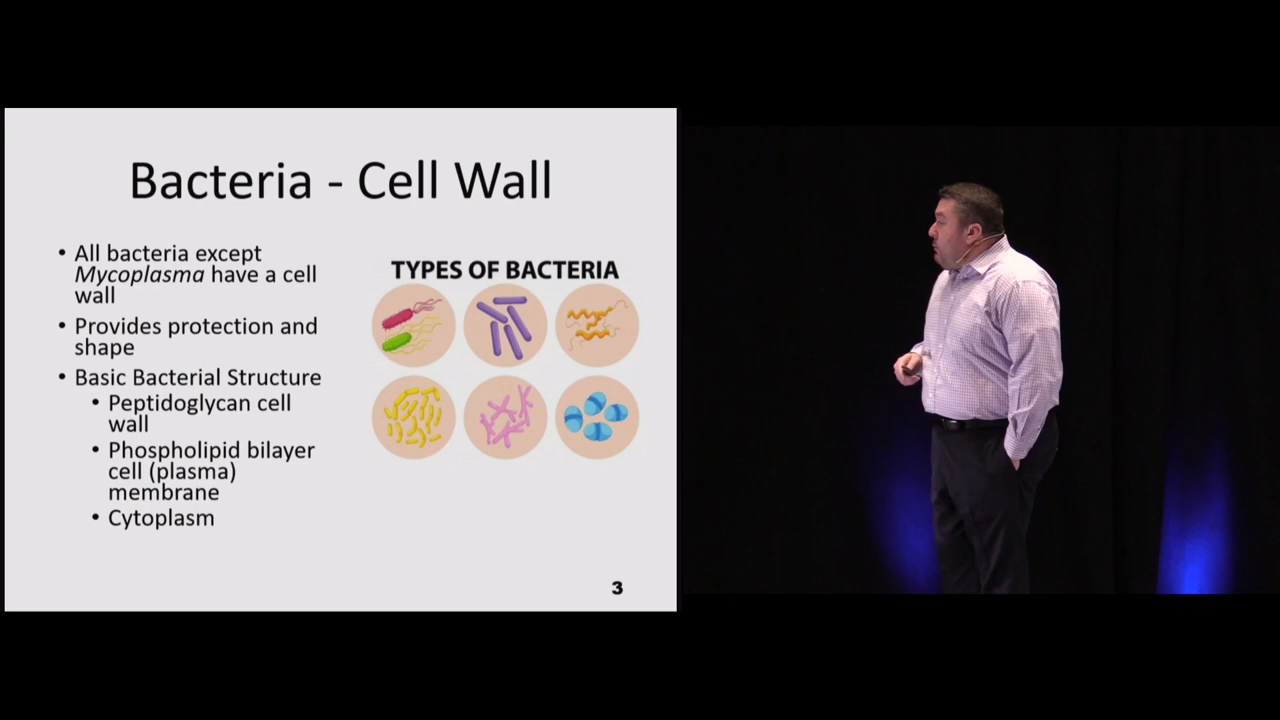 Bacteria - Cell Wall
• All bacteria except
Mycoplasma have a cell
wall
• Provides protection and
shape
• Basic Bacterial Structure
• Peptidoglycan cell
wall
• Phospholipid bilayer
cell (plasma)
membrane
• Cytoplasm
TYPES OF BACTERIA
3